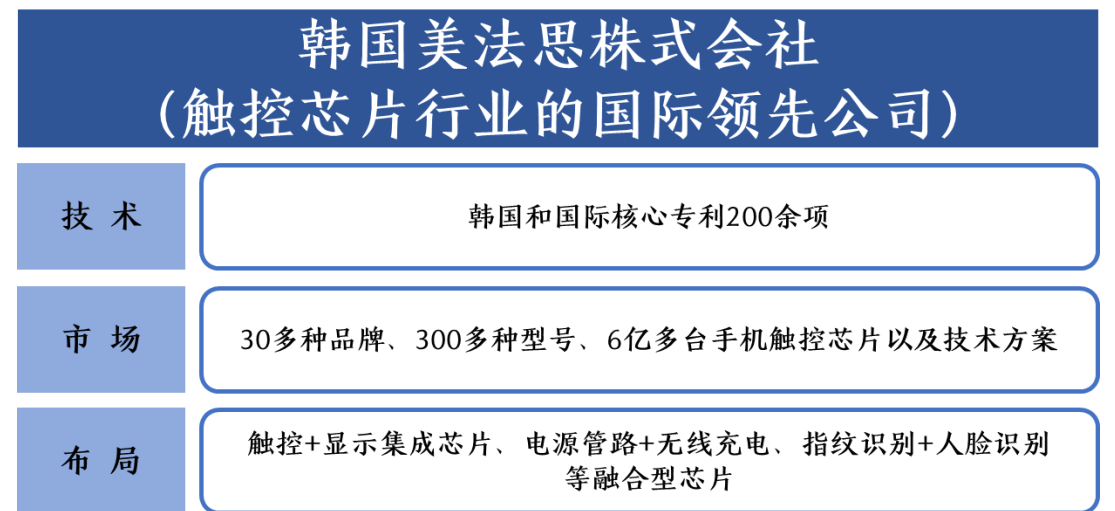 韩国美法思株式会社
（触控芯片行业的国际领先公司）
技 术
韩国和国际核心专利200余项
市 场
30多种品牌、300多种型号、6亿多台手机触控芯片以及技术方案
布 局
触控+显示集成芯片、电源管路+无线充电、指纹识别+人脸识别
等融合型芯片